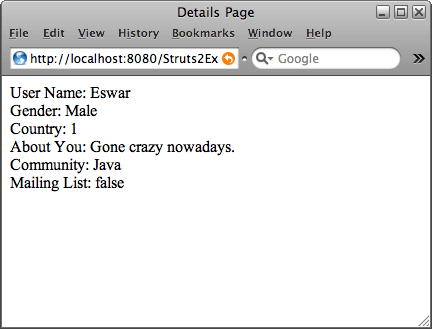 Details Page
File Edit View History Bookmarks Window Help
http://localhost:8080/Struts2Ex Google
User Name: Eswar
Gender: Male
Country: 1
About You: Gone crazy nowadays.
Community: Java
Mailing List: false